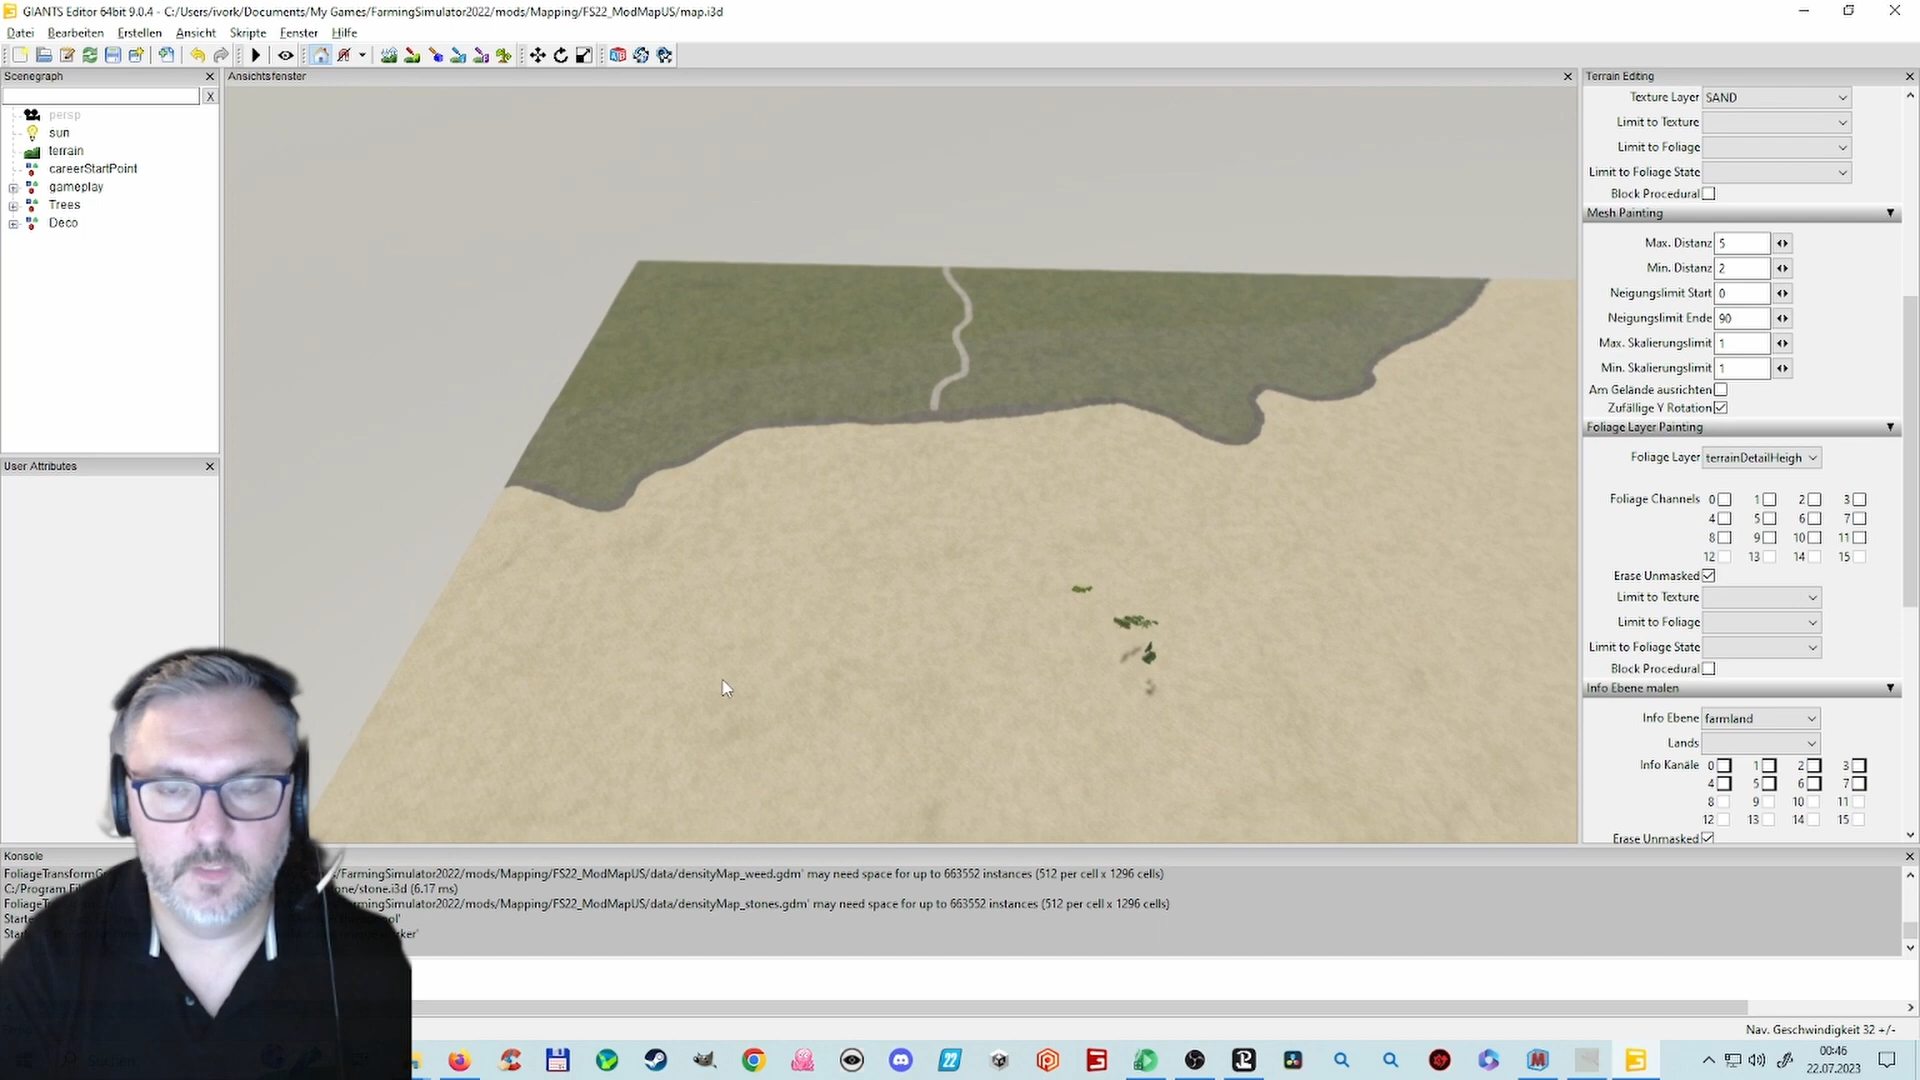 GIANTS Editor 64bit 9.0.4 - C:/Users/ivork/Documents/My Games/FarmingSimulator2022/mods/Mapping/FS22_ModMapUS/map.i3d
Datei Bearbeiten Erstellen Ansicht Skripte Fenster Hilfe
Scenegraph
X
persp
sun
terrain
careerStartPoint
gameplay
Trees
Deco
User Attributes
Ansichtsfenster
Terrain Editing
Texture Layer SAND
Limit to Texture
Limit to Foliage
Limit to Foliage State
Block Procedural
Mesh Painting
Max. Distanz 5
Min. Distanz 2
Neigungslimit Start 0
Neigungslimit Ende 90
Max. Skalierungslimit 1
Min. Skalierungslimit 1
Am Gelände ausrichten
Zufällige Y Rotation
Foliage Layer Painting
Foliage Layer terrainDetailHeigh
Foliage Channels 0 1 2 3
4 5 6 7
8 9 10 11
12 13 14 15
Erase Unmasked
Limit to Texture
Limit to Foliage
Limit to Foliage State
Block Procedural
Info Ebene malen
Info Ebene farmland
Lands
Info Kanäle 0 1 2 3
4 5 6 7
8 9 10 11
12 13 14 15
Erase Unmasked
Konsole
/FarmingSimulator2022/mods/Mapping/FS22_ModMapUS/data/densityMap_weed.gdm' may need space for up to 663552 instances (512 per cell x 1296 cells)
C:/Program one/stone.i3d (6.17 ms)
FarmingSimulator2022/mods/Mapping/FS22_ModMapUS/data/densityMap_stones.gdm' may need space for up to 663552 instances (512 per cell x 1296 cells)
Nav. Geschwindigkeit 32 +/-
22
00:46
22.07.2023